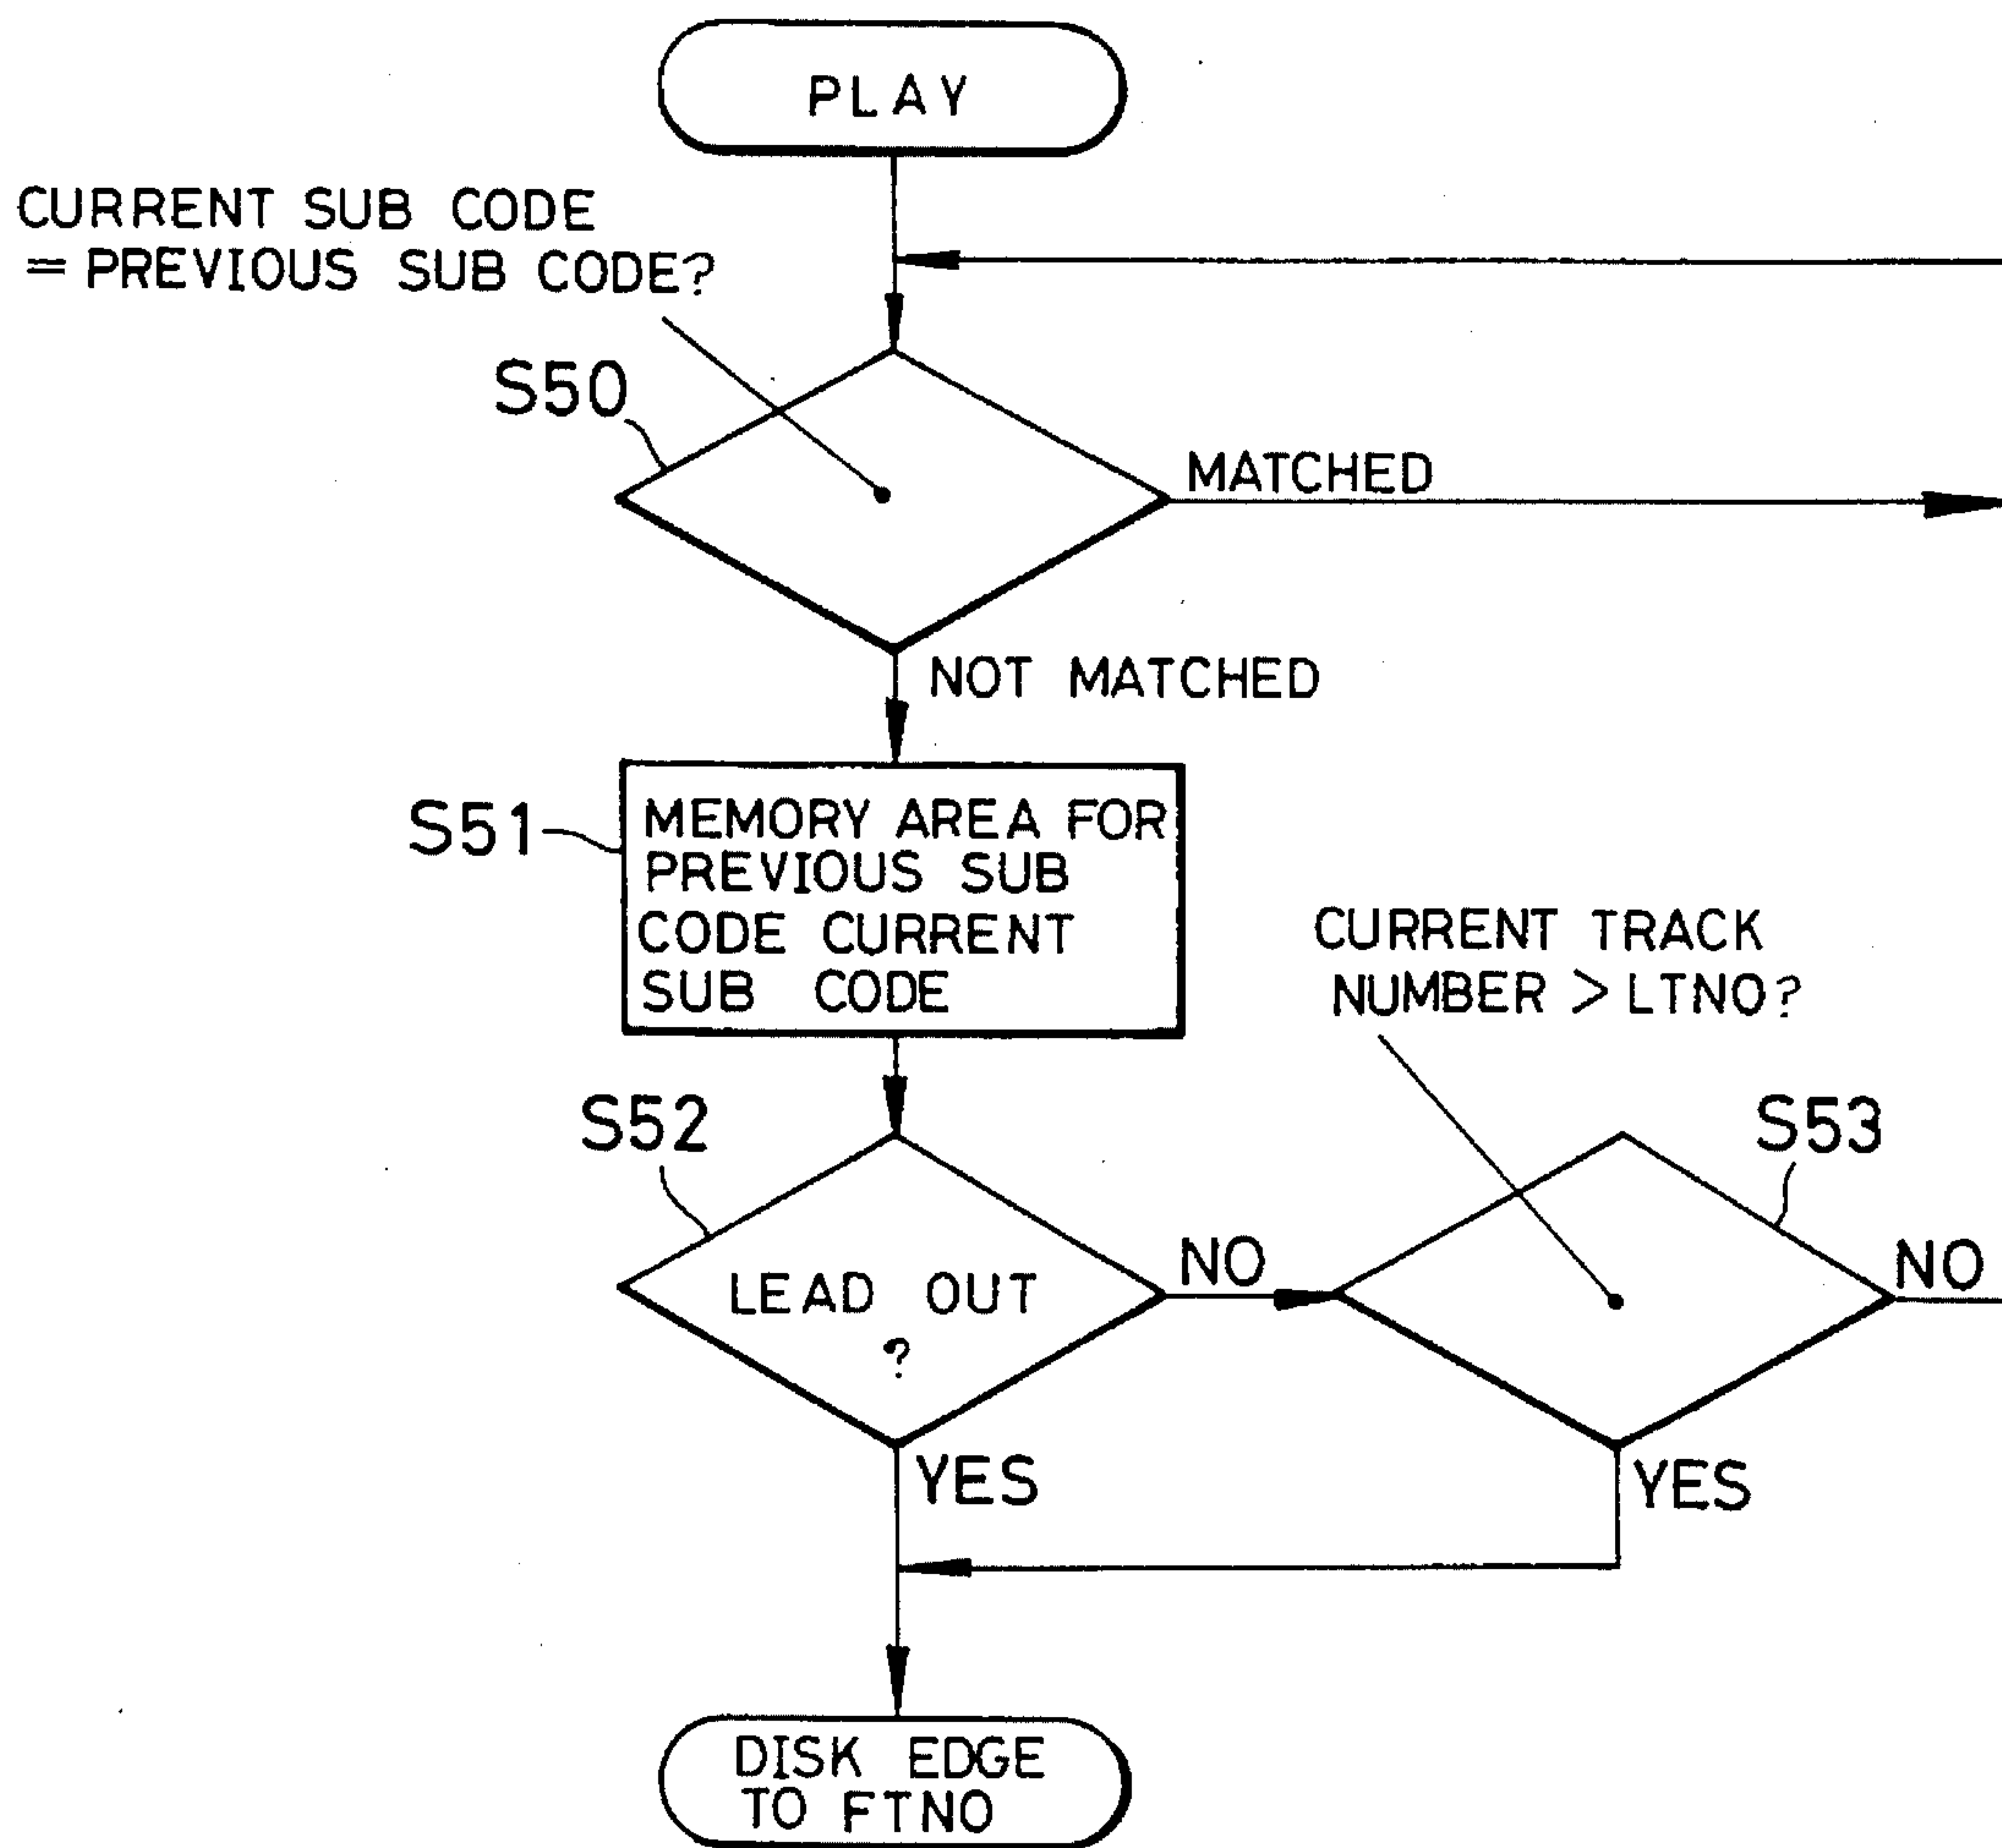 PLAY
CURRENT SUB CODE
= PREVIOUS SUB CODE?
S50
MATCHED
NOT MATCHED
S51
MEMORY AREA FOR
PREVIOUS SUB
CODE CURRENT
SUB CODE
CURRENT TRACK
NUMBER > LTNO?
S52
S53
LEAD OUT
?
NO
NO
YES
YES
DISK EDGE
TO FTNO